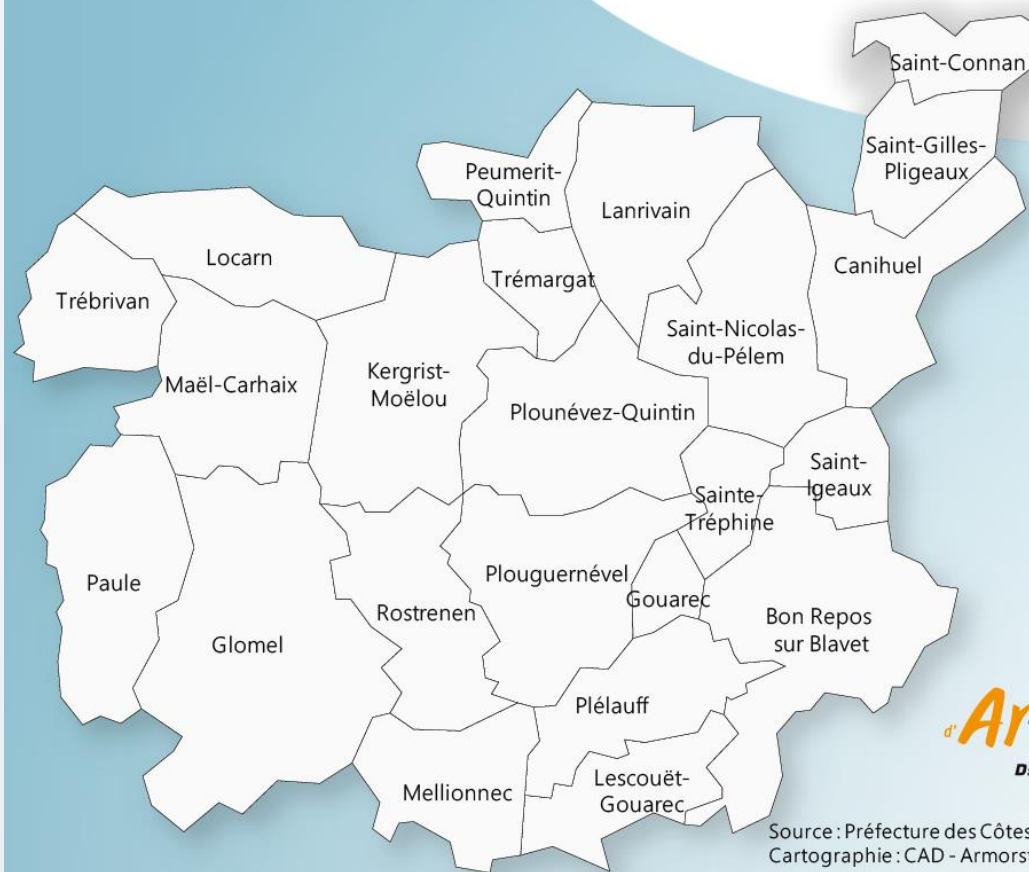 Saint-Connan
Saint-Gilles-
Pligeaux
Peumerit-
Quintin
Lanrivain
Locarn
Trémargat
Canihuel
Trébrivan
Saint-Nicolas-
du-Pélem
Maël-Carhaix
Kergrist-
Moëlou
Plounévez-Quintin
Saint-
Igeaux
Sainte-
Tréphine
Paule
Plouguernével
Gouarec
Rostrenen
Bon Repos
sur Blavet
Glomel
Plélauff
d'
Mellionnec
Lescouët-
Gouarec
Source : Préfecture des Côtes
Cartographie : CAD -